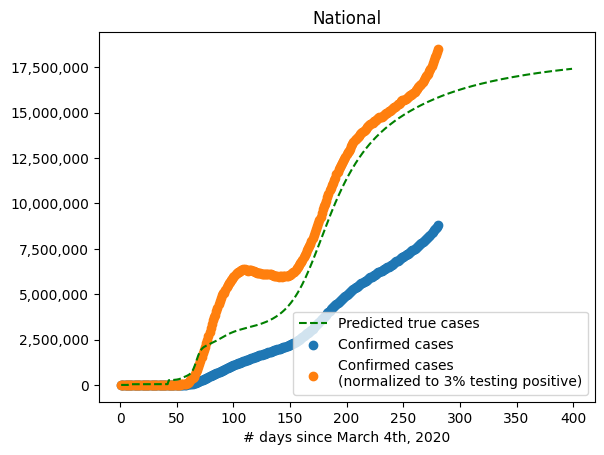 National
17,500,000
15,000,000
12,500,000
10,000,000
7,500,000
5,000,000
2,500,000
0
Predicted true cases
Confirmed cases
Confirmed cases
(normalized to 3% testing positive)
0 50 100 150 200 250 300 350 400
# days since March 4th, 2020